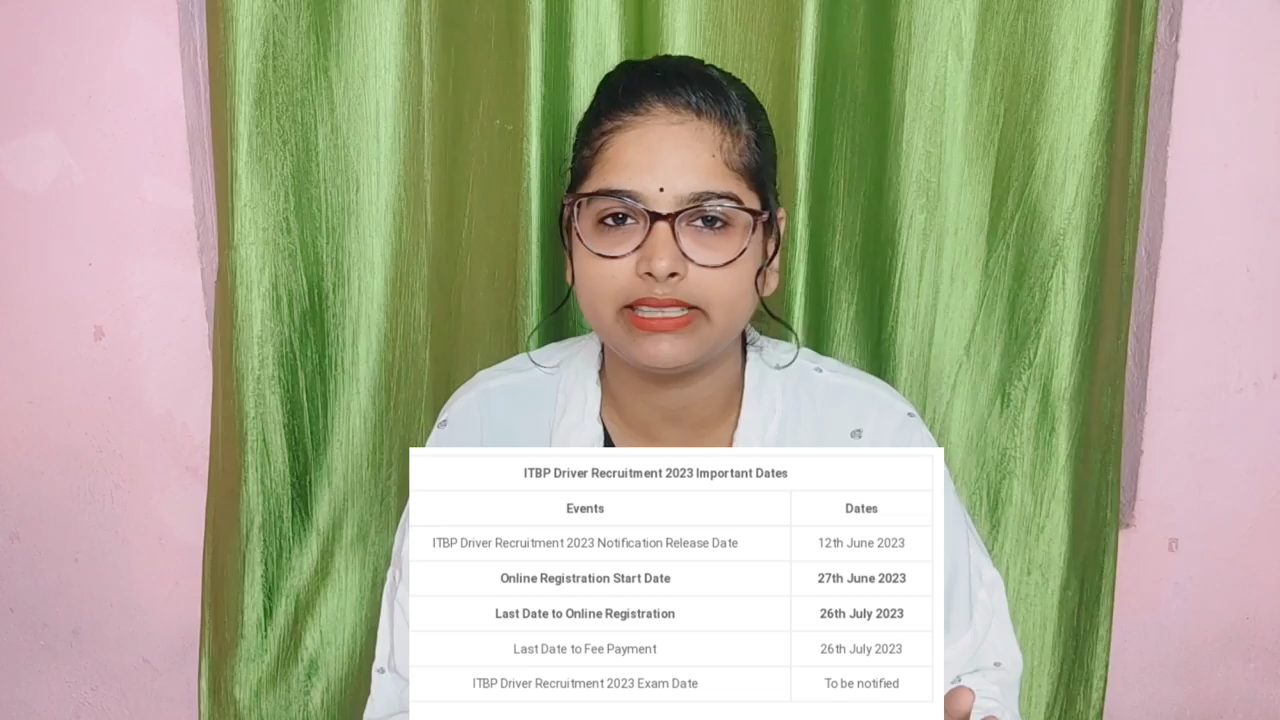 ITBP Driver Recruitment 2023 Important Dates
Events Dates
ITBP Driver Recruitment 2023 Notification Release Date 12th June 2023
Online Registration Start Date 27th June 2023
Last Date to Online Registration 26th July 2023
Last Date to Fee Payment 26th July 2023
ITBP Driver Recruitment 2023 Exam Date To be notified